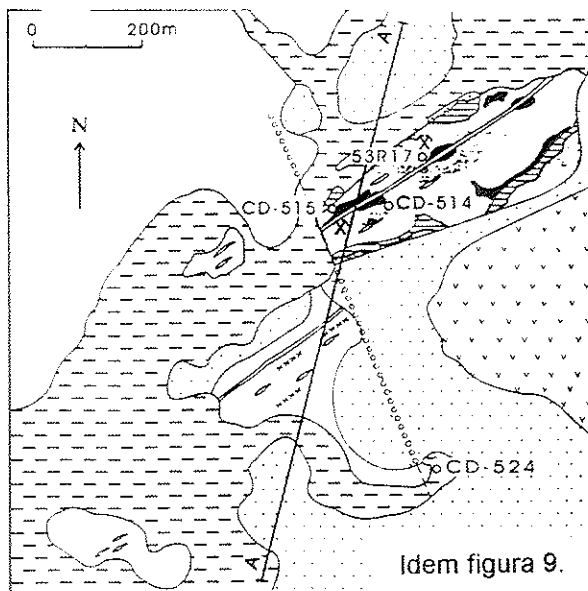 0 200m
A
N
53R17
CD-515
CD-514
CD-524
A
Idem figura 9.